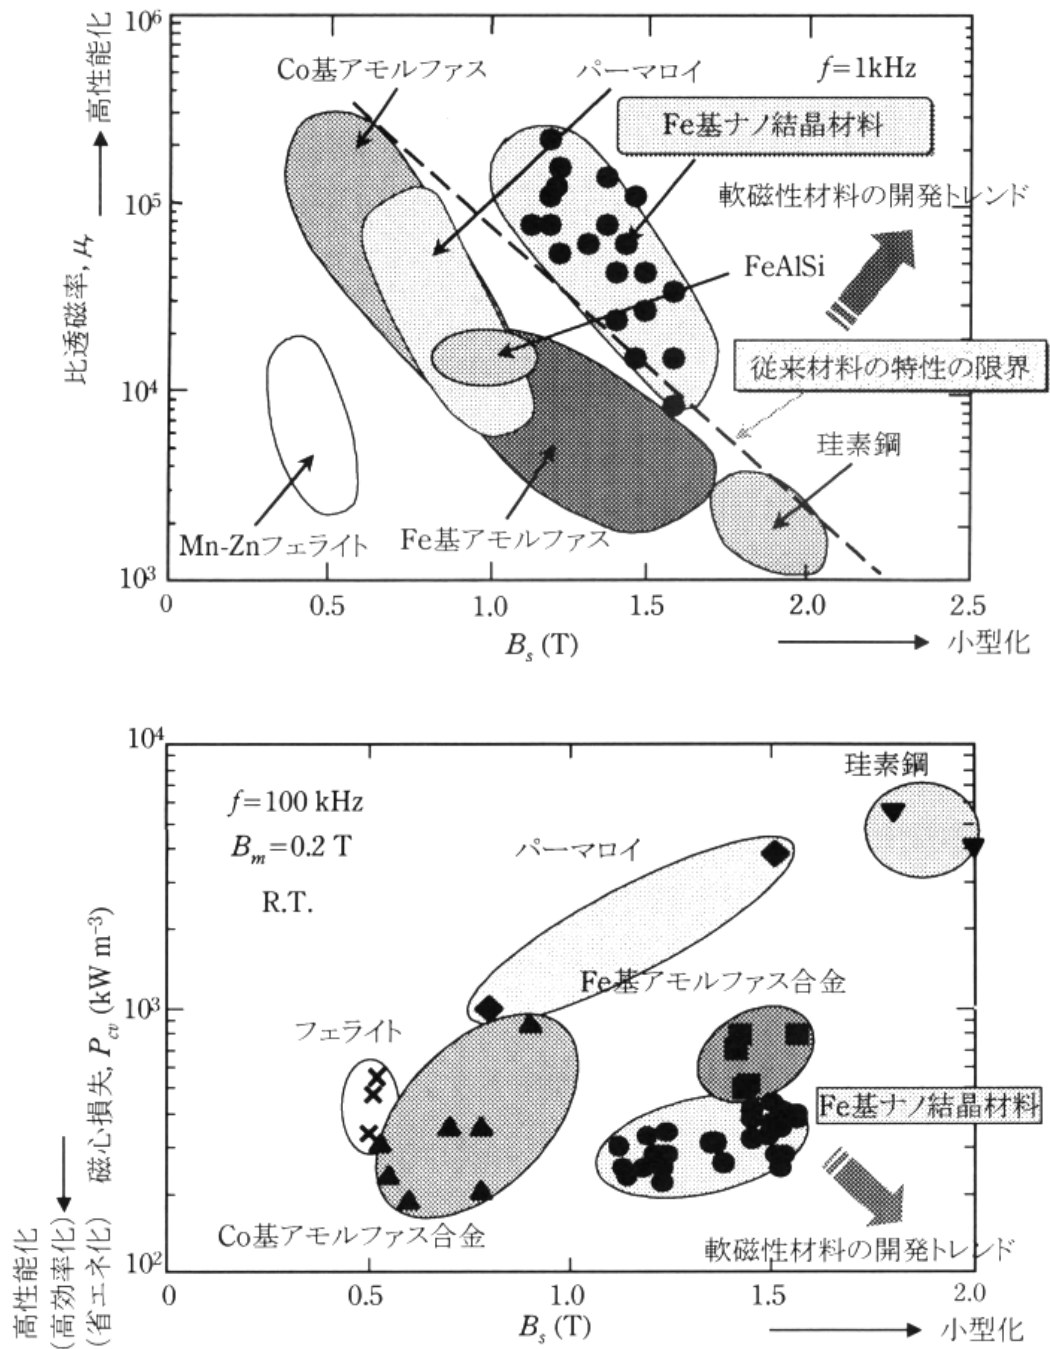 10⁶
10⁵
10⁴
10³
高性能化
比透磁率, μᵣ
Co基アモルファス
パーマロイ
f=1kHz
Fe基ナノ結晶材料
軟磁性材料の開発トレンド
FeAlSi
従来材料の特性の限界
珪素鋼
Mn-Znフェライト
Fe基アモルファス
0
0.5
1.0
1.5
2.0
2.5
Bₛ (T)
小型化
10⁴
10³
10²
f=100 kHz
Bₘ=0.2 T
R.T.
珪素鋼
パーマロイ
Fe基アモルファス合金
フェライト
Fe基ナノ結晶材料
Co基アモルファス合金
軟磁性材料の開発トレンド
磁心損失, P_cv (kW m⁻³)
高性能化
(高効率化)
(省エネ化)
0
0.5
1.0
1.5
2.0
Bₛ (T)
小型化